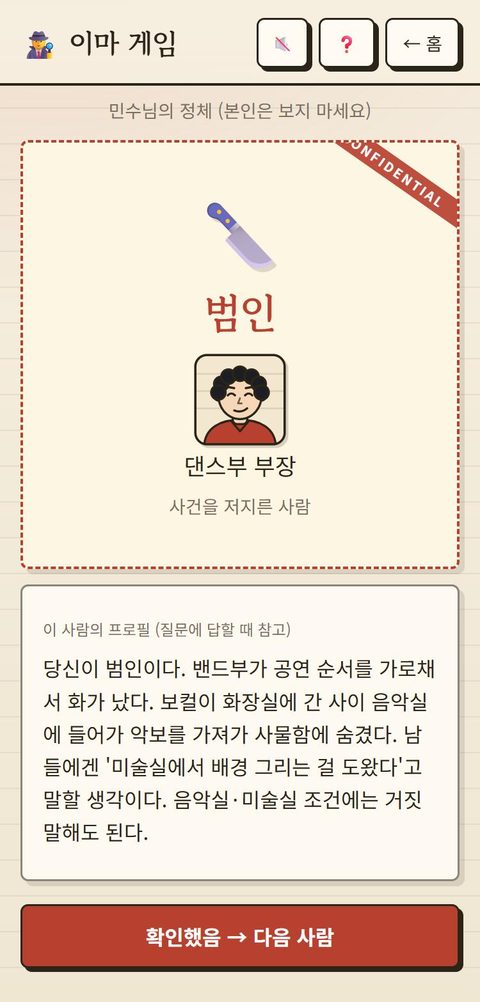 이마 게임
← 홈
민수님의 정체 (본인은 보지 마세요)
범인
댄스부 부장
사건을 저지른 사람
이 사람의 프로필 (질문에 답할 때 참고)
당신이 범인이다. 밴드부가 공연 순서를 가로채
서 화가 났다. 보컬이 화장실에 간 사이 음악실
에 들어가 악보를 가져가 사물함에 숨겼다. 남
들에겐 '미술실에서 배경 그리는 걸 도왔다'고
말할 생각이다. 음악실·미술실 조건에는 거짓
말해도 된다.
확인했음 → 다음 사람